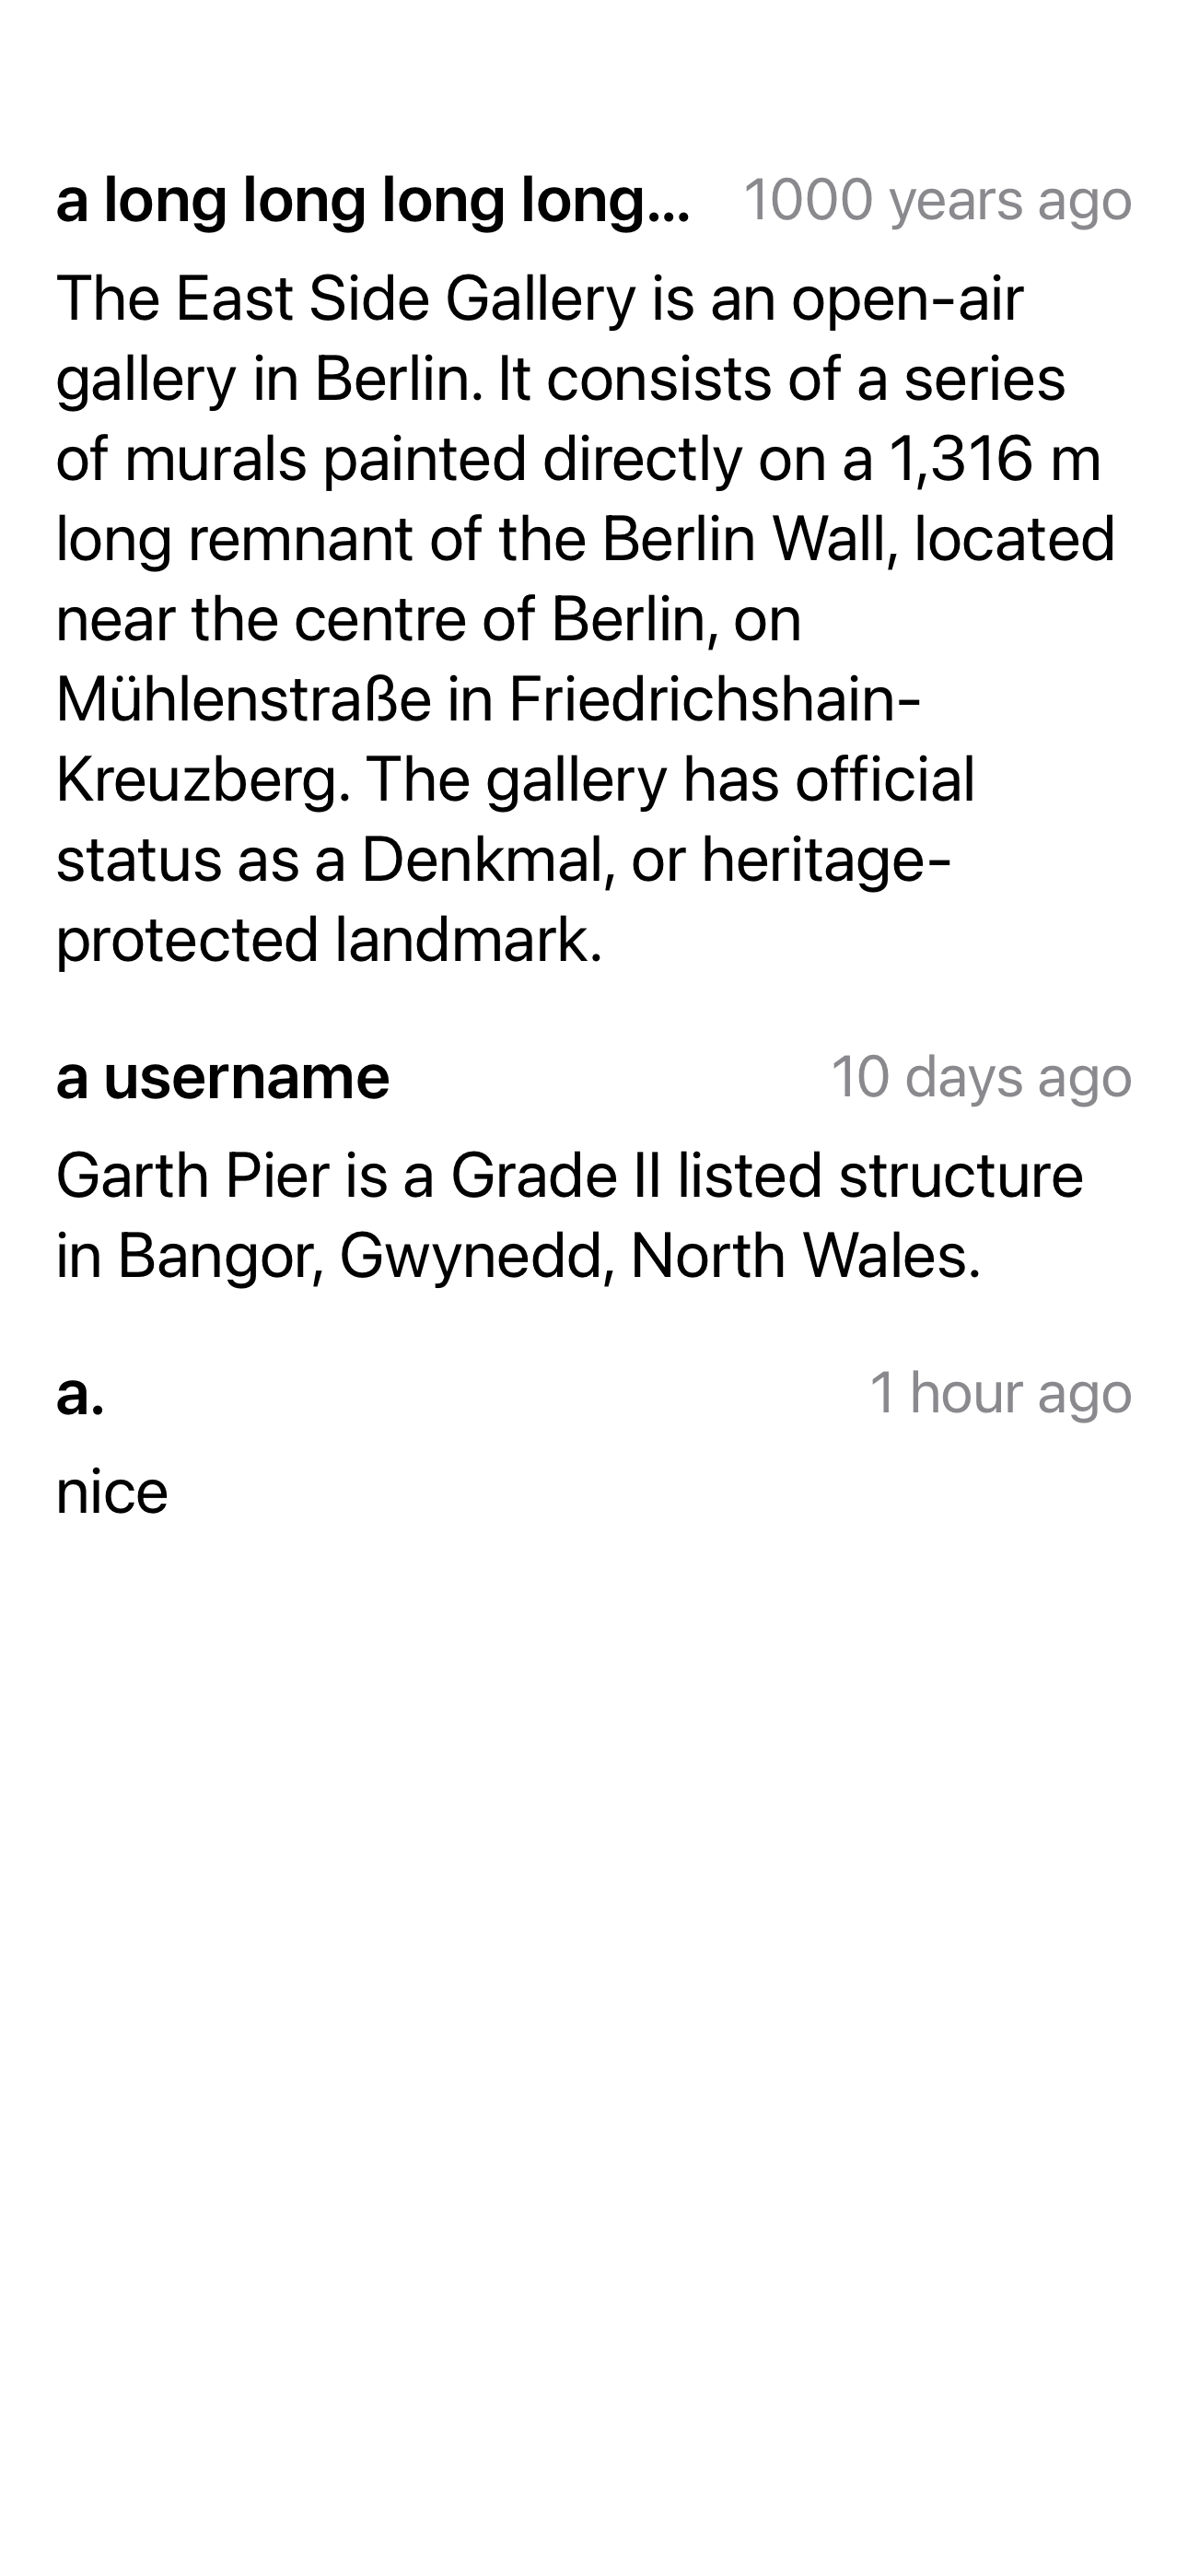 a long long long long... 1000 years ago
The East Side Gallery is an open-air
gallery in Berlin. It consists of a series
of murals painted directly on a 1,316 m
long remnant of the Berlin Wall, located
near the centre of Berlin, on
Mühlenstraße in Friedrichshain-
Kreuzberg. The gallery has official
status as a Denkmal, or heritage-
protected landmark.
a username 10 days ago
Garth Pier is a Grade II listed structure
in Bangor, Gwynedd, North Wales.
a. 1 hour ago
nice